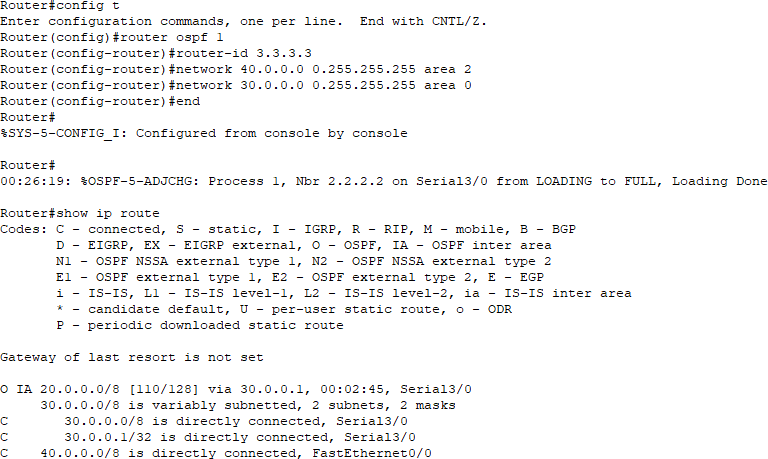 Router#config t
Enter configuration commands, one per line.  End with CNTL/Z.
Router(config)#router ospf 1
Router(config-router)#router-id 3.3.3.3
Router(config-router)#network 40.0.0.0 0.255.255.255 area 2
Router(config-router)#network 30.0.0.0 0.255.255.255 area 0
Router(config-router)#end
Router#
%SYS-5-CONFIG_I: Configured from console by console

Router#
00:26:19: %OSPF-5-ADJCHG: Process 1, Nbr 2.2.2.2 on Serial3/0 from LOADING to FULL, Loading Done

Router#show ip route
Codes: C - connected, S - static, I - IGRP, R - RIP, M - mobile, B - BGP
       D - EIGRP, EX - EIGRP external, O - OSPF, IA - OSPF inter area
       N1 - OSPF NSSA external type 1, N2 - OSPF NSSA external type 2
       E1 - OSPF external type 1, E2 - OSPF external type 2, E - EGP
       i - IS-IS, L1 - IS-IS level-1, L2 - IS-IS level-2, ia - IS-IS inter area
       * - candidate default, U - per-user static route, o - ODR
       P - periodic downloaded static route

Gateway of last resort is not set

O IA 20.0.0.0/8 [110/128] via 30.0.0.1, 00:02:45, Serial3/0
     30.0.0.0/8 is variably subnetted, 2 subnets, 2 masks
C       30.0.0.0/8 is directly connected, Serial3/0
C       30.0.0.1/32 is directly connected, Serial3/0
C    40.0.0.0/8 is directly connected, FastEthernet0/0